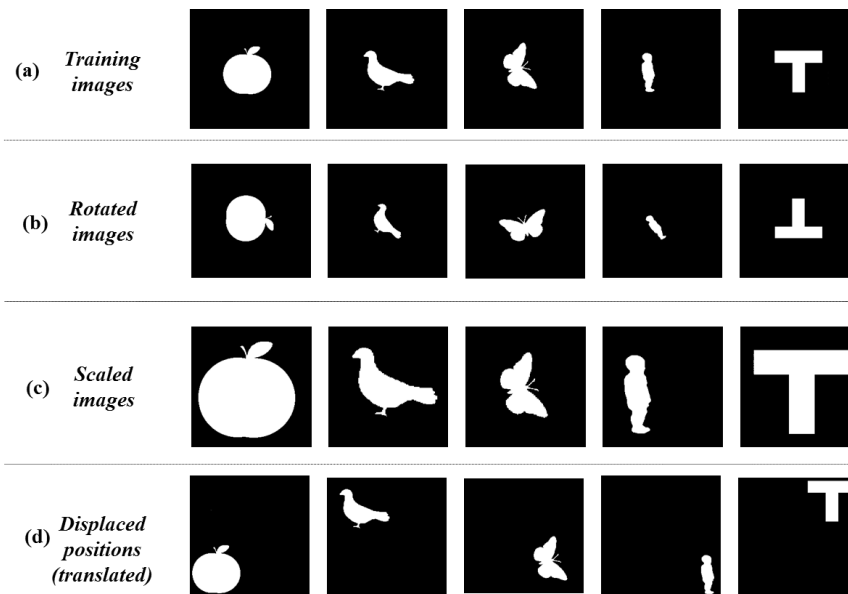 (a) Training
images
(b) Rotated
images
(c) Scaled
images
(d) Displaced
positions
(translated)